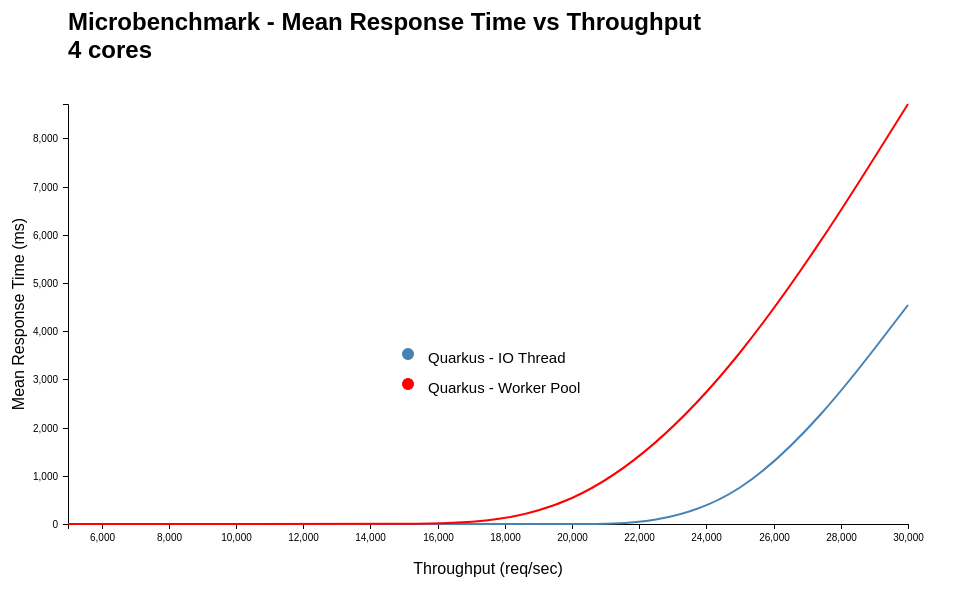 Microbenchmark - Mean Response Time vs Throughput
4 cores
Mean Response Time (ms)
8,000
7,000
6,000
5,000
4,000
3,000
2,000
1,000
0
Quarkus - IO Thread
Quarkus - Worker Pool
6,000 8,000 10,000 12,000 14,000 16,000 18,000 20,000 22,000 24,000 26,000 28,000 30,000
Throughput (req/sec)